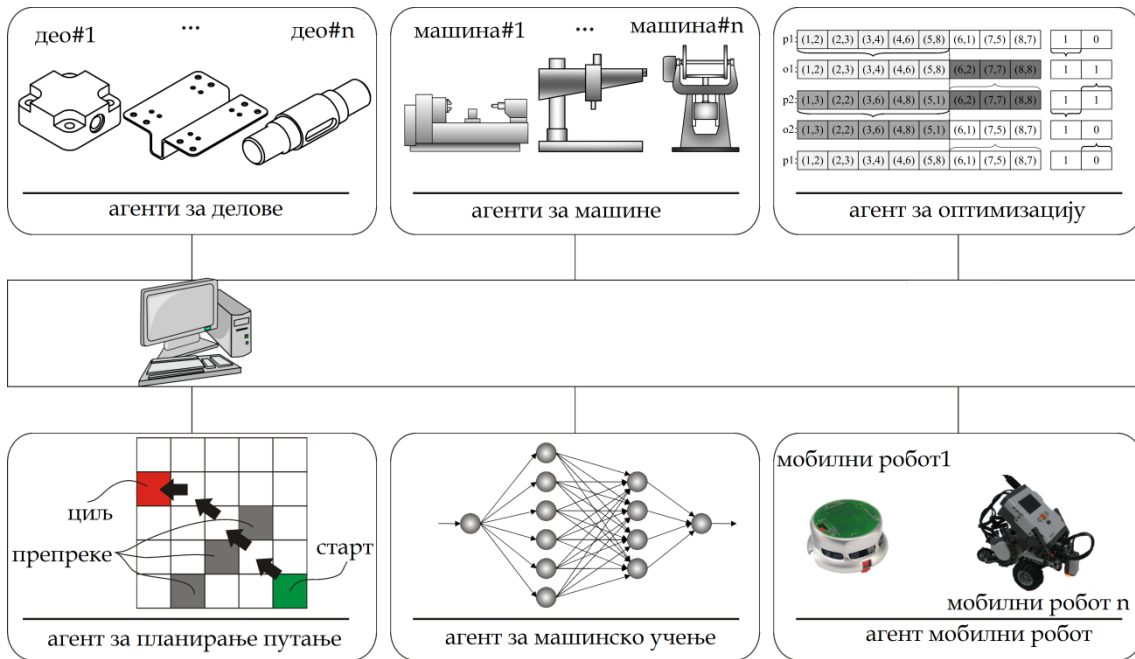 део#1 ... део#n
агенти за делове
машина#1 ... машина#n
агенти за машине
p1: (1,2) (2,3) (3,4) (4,6) (5,8) (6,1) (7,5) (8,7) 1 0
o1: (1,2) (2,3) (3,4) (4,6) (5,8) (6,2) (7,7) (8,8) 1 1
p2: (1,3) (2,2) (3,6) (4,8) (5,1) (6,2) (7,7) (8,8) 1 1
o2: (1,3) (2,2) (3,6) (4,8) (5,1) (6,1) (7,5) (8,7) 1 0
p1: (1,2) (2,3) (3,4) (4,6) (5,8) (6,1) (7,5) (8,7) 1 0
агент за оптимизацију
циљ
препреке
старт
агент за планирање путање
агент за машинско учење
мобилни робот1
мобилни робот n
агент мобилни робот